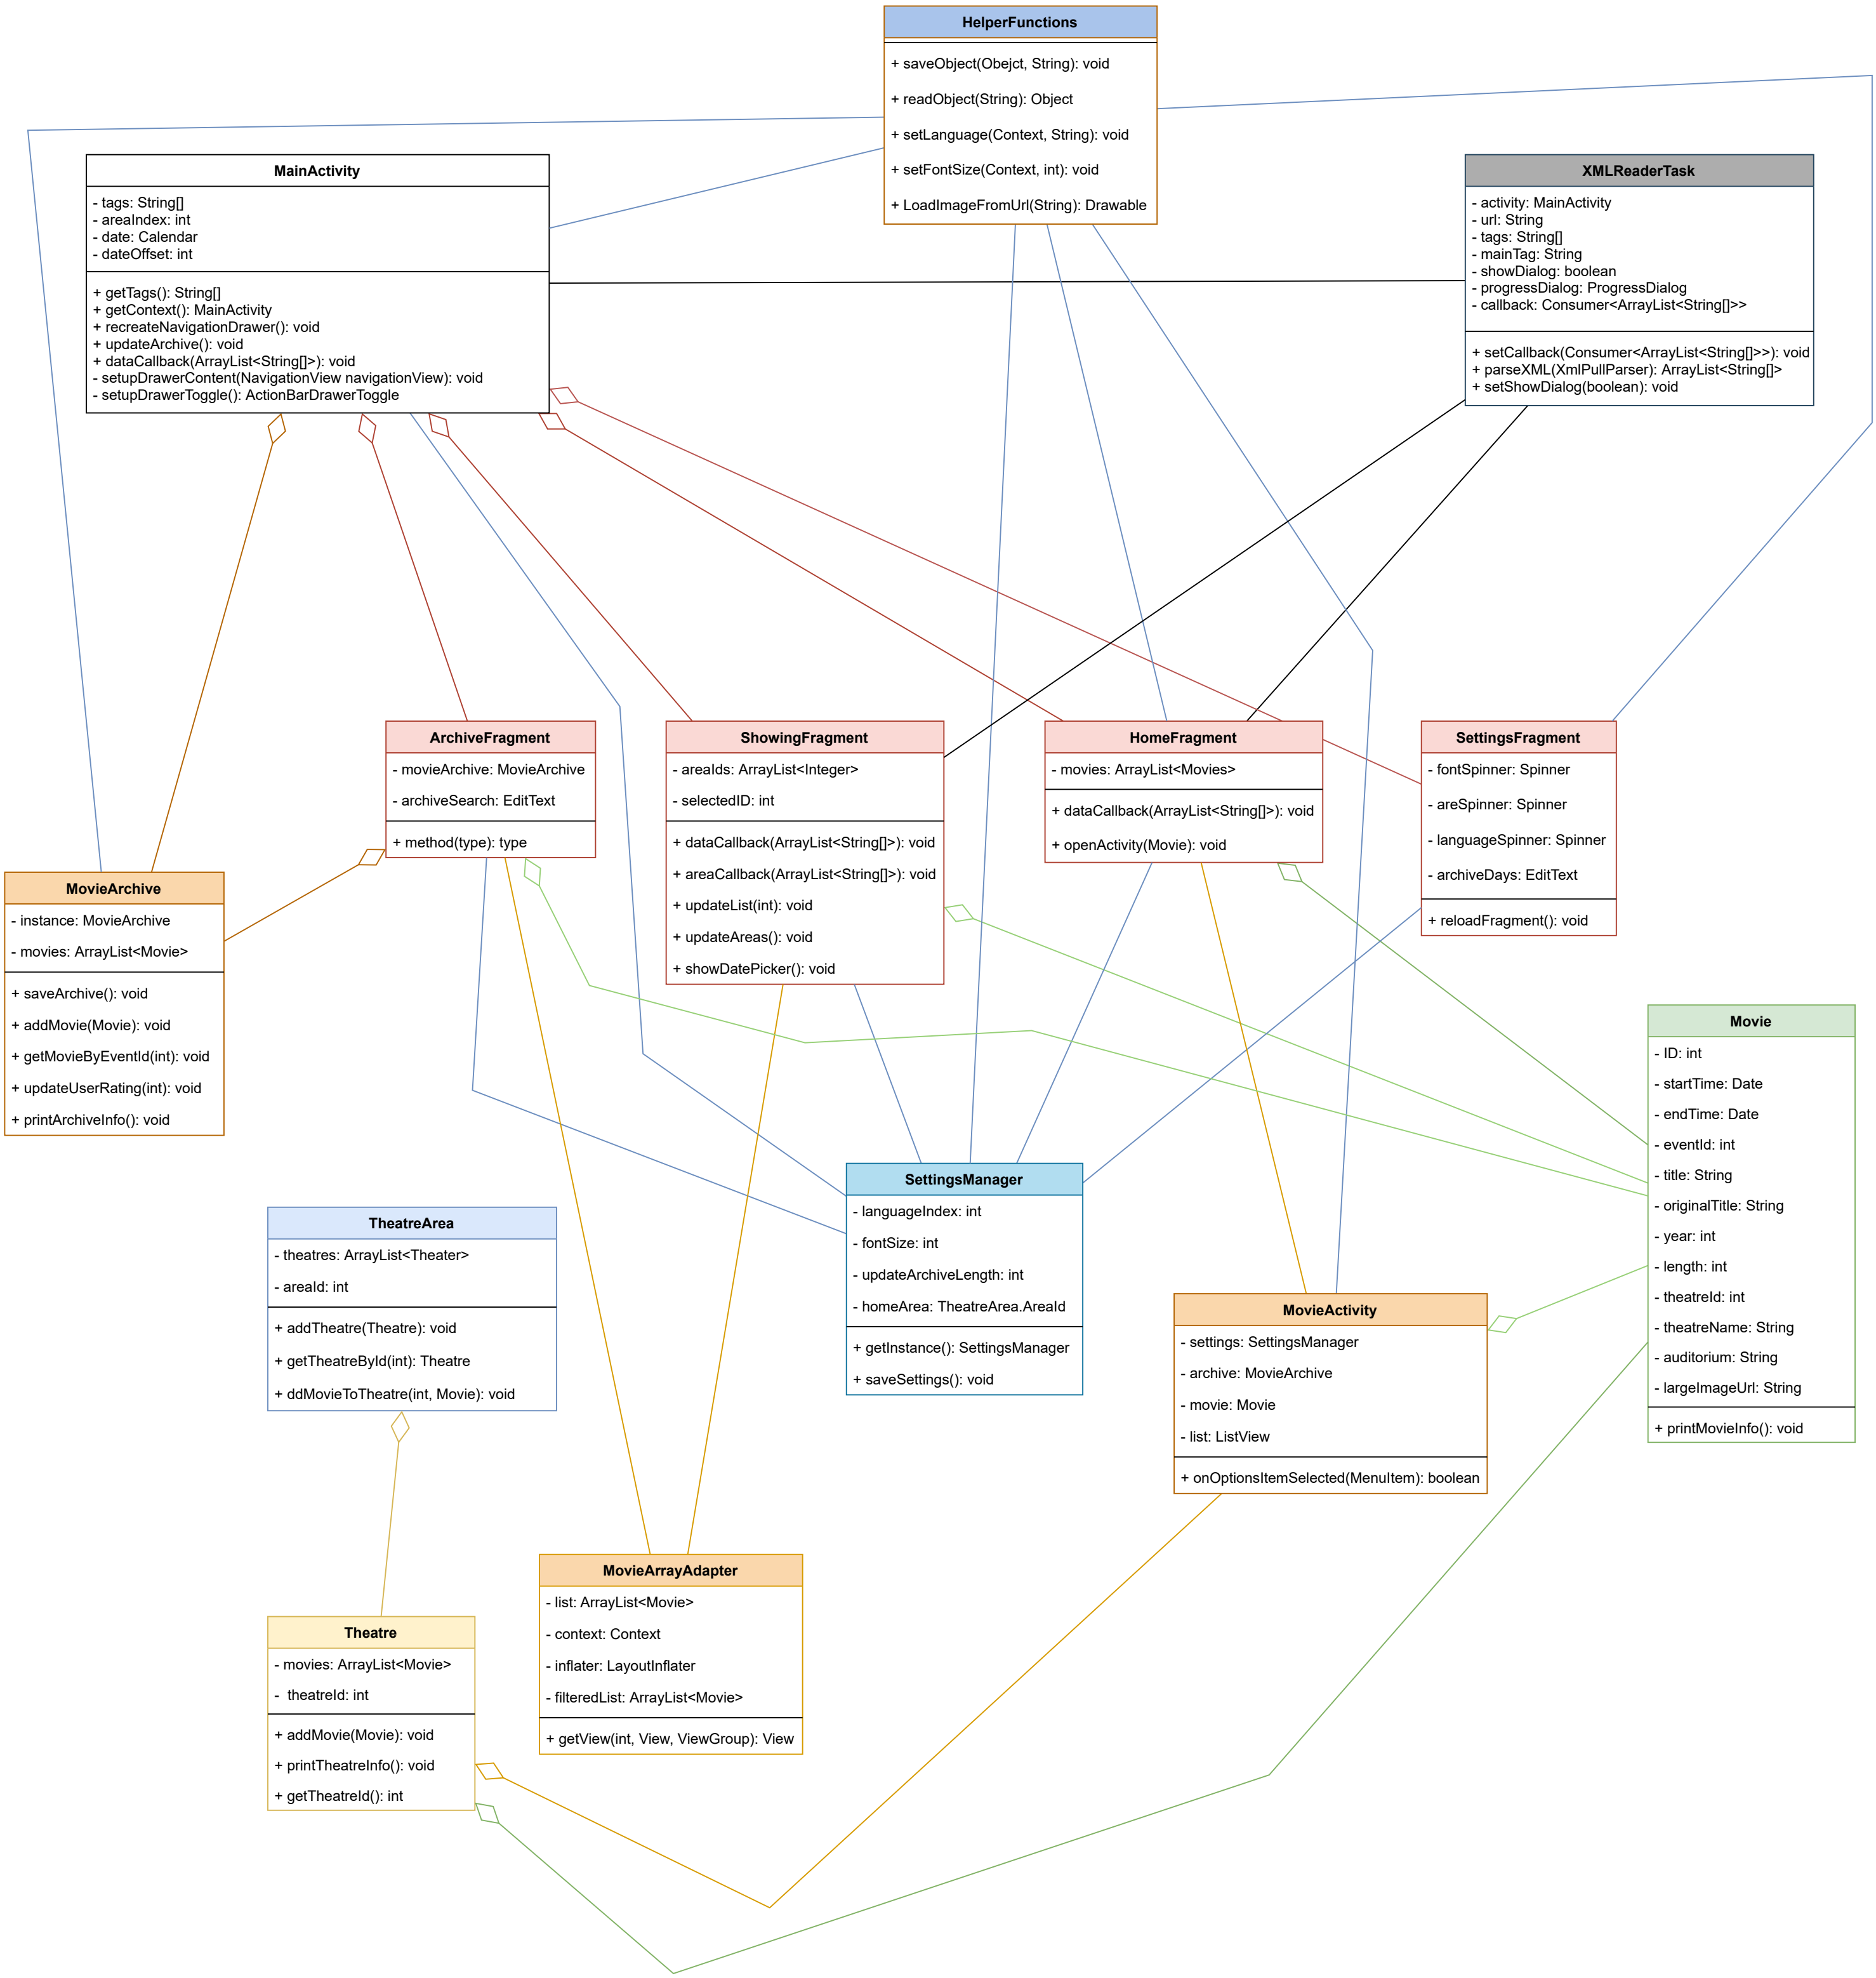 HelperFunctions
+ saveObject(Obejct, String): void
+ readObject(String): Object
+ setLanguage(Context, String): void
+ setFontSize(Context, int): void
+ LoadImageFromUrl(String): Drawable
MainActivity
- tags: String[]
- areaIndex: int
- date: Calendar
- dateOffset: int
+ getTags(): String[]
+ getContext(): MainActivity
+ recreateNavigationDrawer(): void
+ updateArchive(): void
+ dataCallback(ArrayList<String[]>): void
- setupDrawerContent(NavigationView navigationView): void
- setupDrawerToggle(): ActionBarDrawerToggle
XMLReaderTask
- activity: MainActivity
- url: String
- tags: String[]
- mainTag: String
- showDialog: boolean
- progressDialog: ProgressDialog
- callback: Consumer<ArrayList<String[]>>
+ setCallback(Consumer<ArrayList<String[]>>): void
+ parseXML(XmlPullParser): ArrayList<String[]>
+ setShowDialog(boolean): void
ArchiveFragment
- movieArchive: MovieArchive
- archiveSearch: EditText
+ method(type): type
ShowingFragment
- areaIds: ArrayList<Integer>
- selectedID: int
+ dataCallback(ArrayList<String[]>): void
+ areaCallback(ArrayList<String[]>): void
+ updateList(int): void
+ updateAreas(): void
+ showDatePicker(): void
HomeFragment
- movies: ArrayList<Movies>
+ dataCallback(ArrayList<String[]>): void
+ openActivity(Movie): void
SettingsFragment
- fontSpinner: Spinner
- areSpinner: Spinner
- languageSpinner: Spinner
- archiveDays: EditText
+ reloadFragment(): void
MovieArchive
- instance: MovieArchive
- movies: ArrayList<Movie>
+ saveArchive(): void
+ addMovie(Movie): void
+ getMovieByEventId(int): void
+ updateUserRating(int): void
+ printArchiveInfo(): void
Movie
- ID: int
- startTime: Date
- endTime: Date
- eventId: int
- title: String
- originalTitle: String
- year: int
- length: int
- theatreId: int
- theatreName: String
- auditorium: String
- largeImageUrl: String
+ printMovieInfo(): void
SettingsManager
- languageIndex: int
- fontSize: int
- updateArchiveLength: int
- homeArea: TheatreArea.AreaId
+ getInstance(): SettingsManager
+ saveSettings(): void
TheatreArea
- theatres: ArrayList<Theater>
- areaId: int
+ addTheatre(Theatre): void
+ getTheatreById(int): Theatre
+ ddMovieToTheatre(int, Movie): void
MovieActivity
- settings: SettingsManager
- archive: MovieArchive
- movie: Movie
- list: ListView
+ onOptionsItemSelected(MenuItem): boolean
MovieArrayAdapter
- list: ArrayList<Movie>
- context: Context
- inflater: LayoutInflater
- filteredList: ArrayList<Movie>
+ getView(int, View, ViewGroup): View
Theatre
- movies: ArrayList<Movie>
- theatreId: int
+ addMovie(Movie): void
+ printTheatreInfo(): void
+ getTheatreId(): int